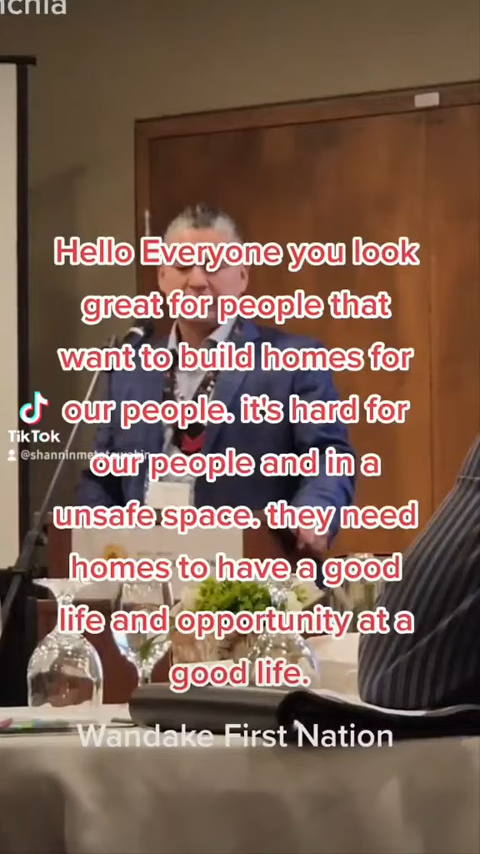 Hello Everyone you look
great for people that
want to build homes for
our people. it's hard for
our people and in a
unsafe space. they need
homes to have a good
life and opportunity at a
good life.
TikTok
Wandake First Nation